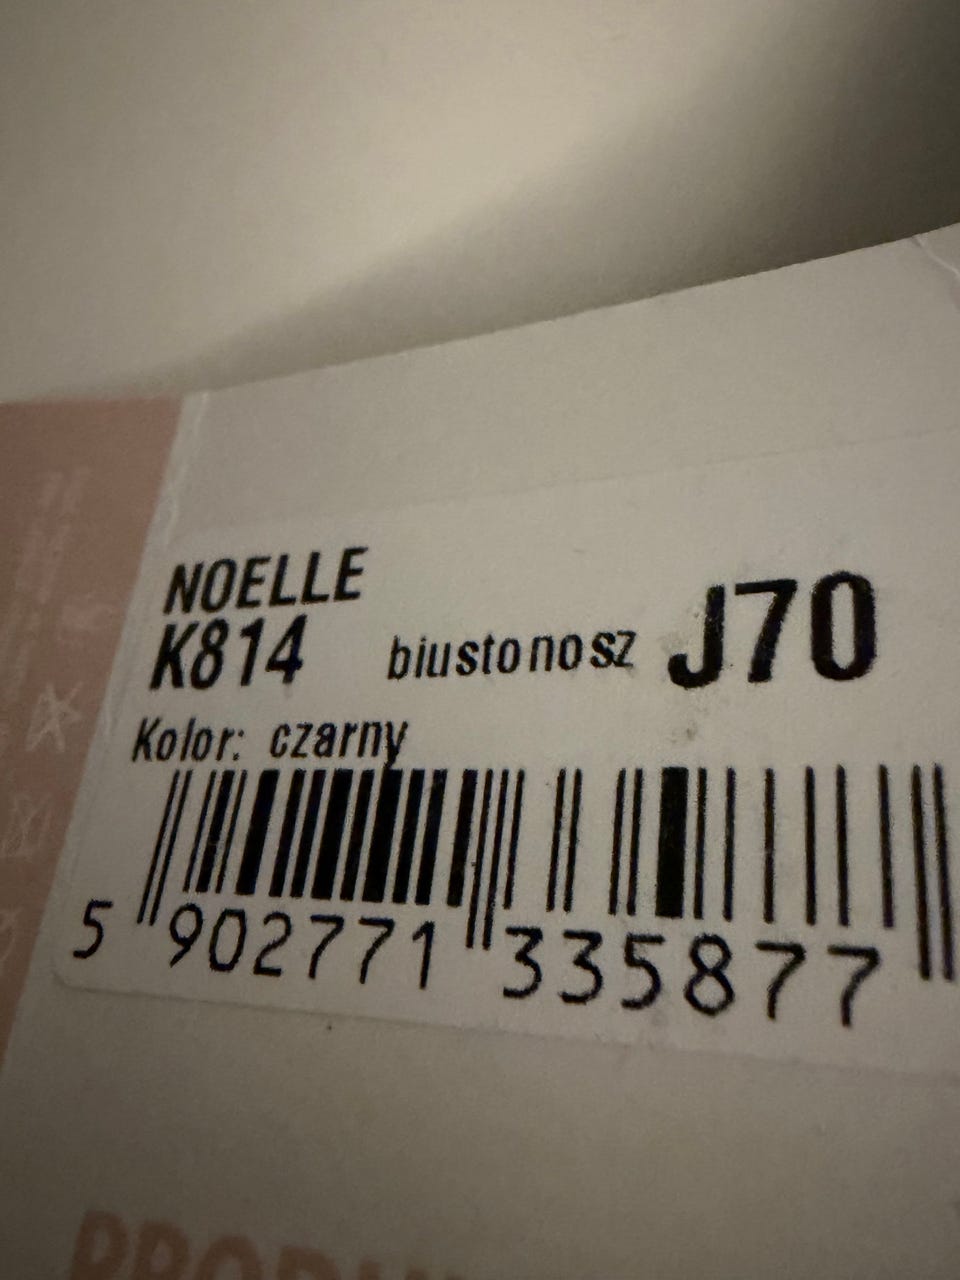 NOELLE
K814 biustonosz J70
Kolor: czarny
5 902771 335877